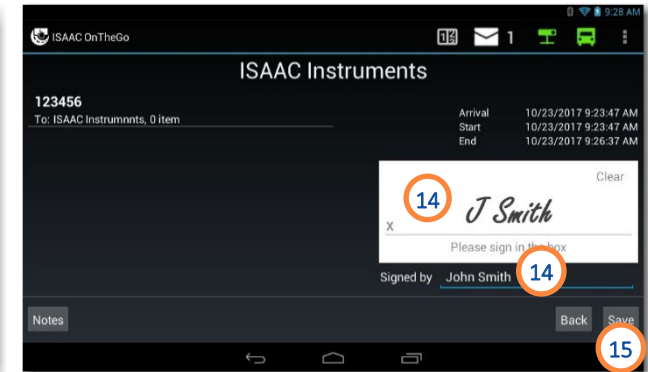 9:28 AM
ISAAC OnTheGo
1
ISAAC Instruments
123456
To: ISAAC Instrumnnts, 0 item
Arrival 10/23/2017 9:23:47 AM
Start 10/23/2017 9:23:47 AM
End 10/23/2017 9:26:37 AM
Clear
14
J Smith
X
Please sign in the box
Signed by John Smith
14
Notes
Back
Save
15